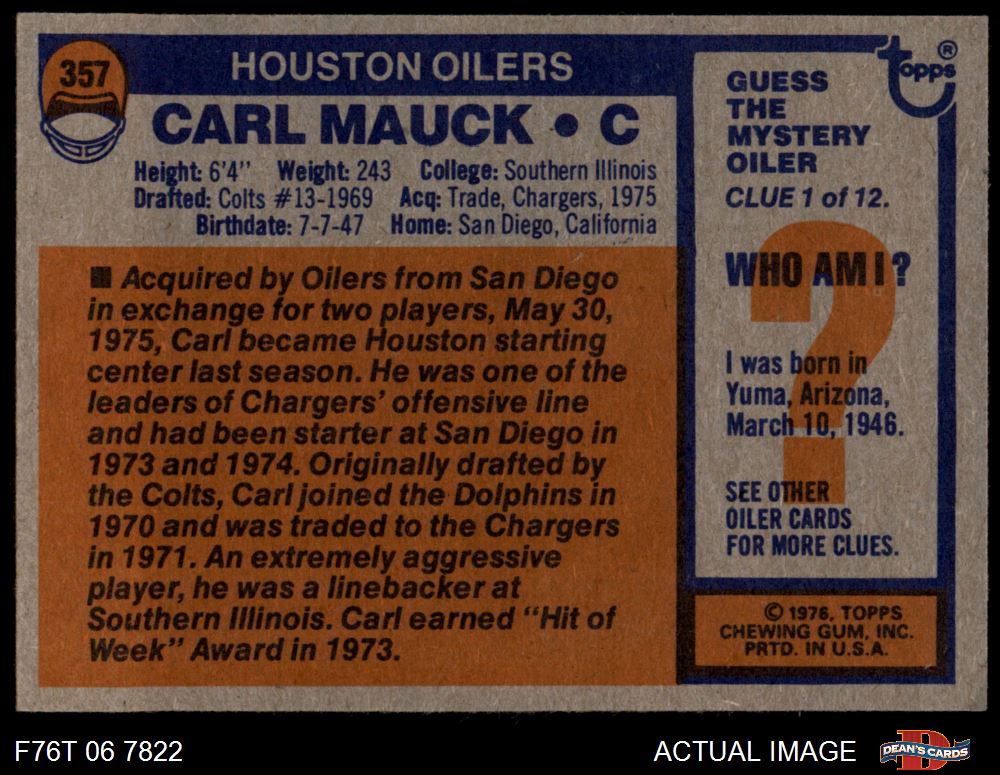 357
HOUSTON OILERS
CARL MAUCK • C
Height: 6'4" Weight: 243 College: Southern Illinois
Drafted: Colts #13-1969 Acq: Trade, Chargers, 1975
Birthdate: 7-7-47 Home: San Diego, California
■ Acquired by Oilers from San Diego
in exchange for two players, May 30,
1975, Carl became Houston starting
center last season. He was one of the
leaders of Chargers' offensive line
and had been starter at San Diego in
1973 and 1974. Originally drafted by
the Colts, Carl joined the Dolphins in
1970 and was traded to the Chargers
in 1971. An extremely aggressive
player, he was a linebacker at
Southern Illinois. Carl earned "Hit of
Week" Award in 1973.
topps®
GUESS
THE
MYSTERY
OILER
CLUE 1 of 12.
WHO AM I?
?
I was born in
Yuma, Arizona,
March 10, 1946.
SEE OTHER
OILER CARDS
FOR MORE CLUES.
© 1976, TOPPS
CHEWING GUM, INC.
PRTD. IN U.S.A.
F76T 06 7822
ACTUAL IMAGE
D
DEAN'S CARDS